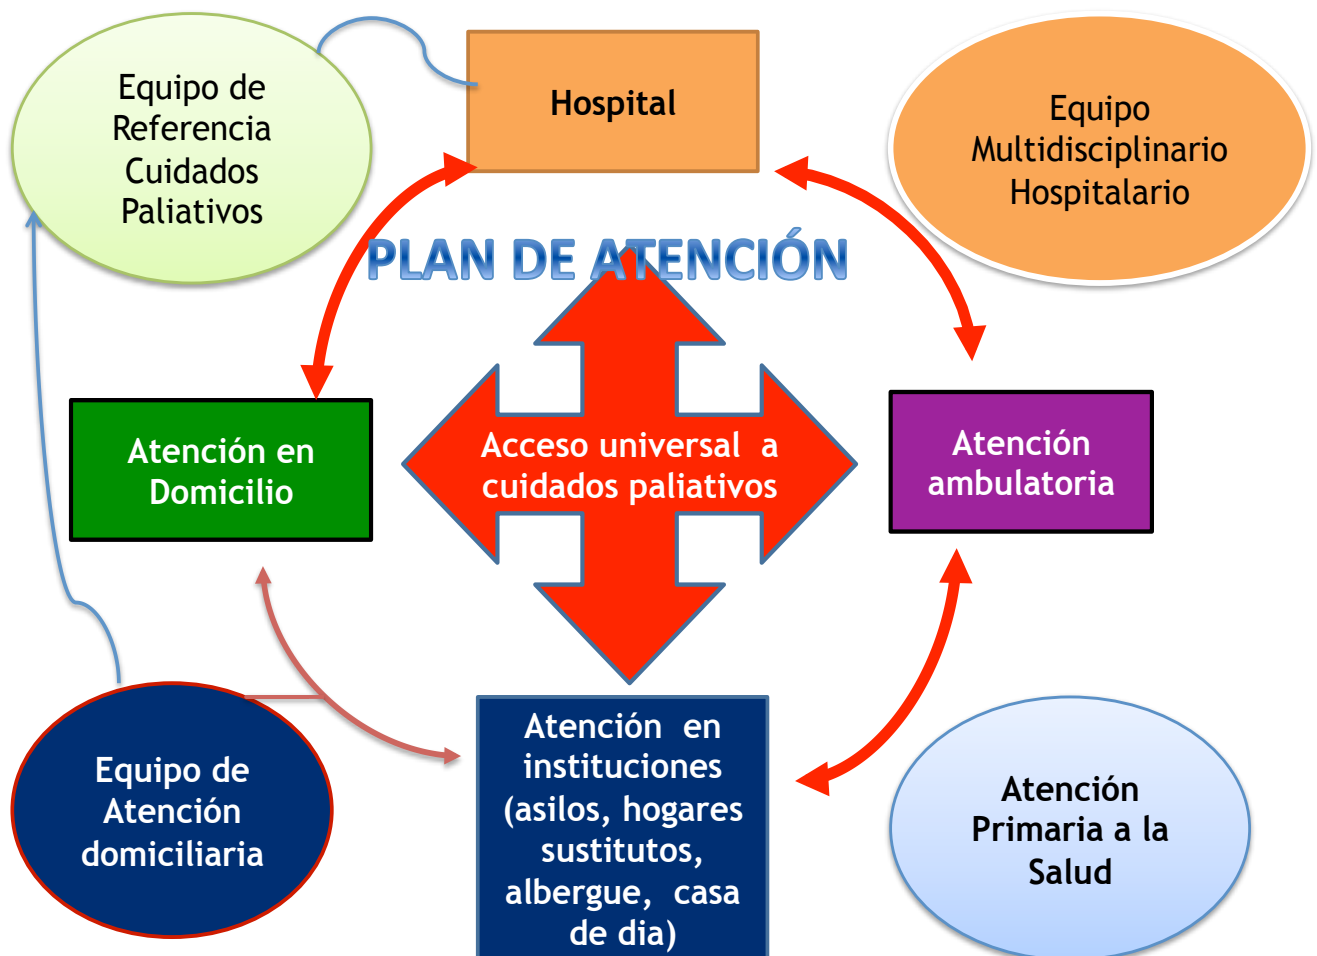 Equipo de
Referencia
Cuidados
Paliativos
Hospital
Equipo
Multidisciplinario
Hospitalario
PLAN DE ATENCIÓN
Atención en
Domicilio
Acceso universal  a
cuidados paliativos
Atención
ambulatoria
Equipo de
Atención
domiciliaria
Atención  en
instituciones
(asilos, hogares
sustitutos,
albergue,  casa
de dia)
Atención
Primaria a la
Salud